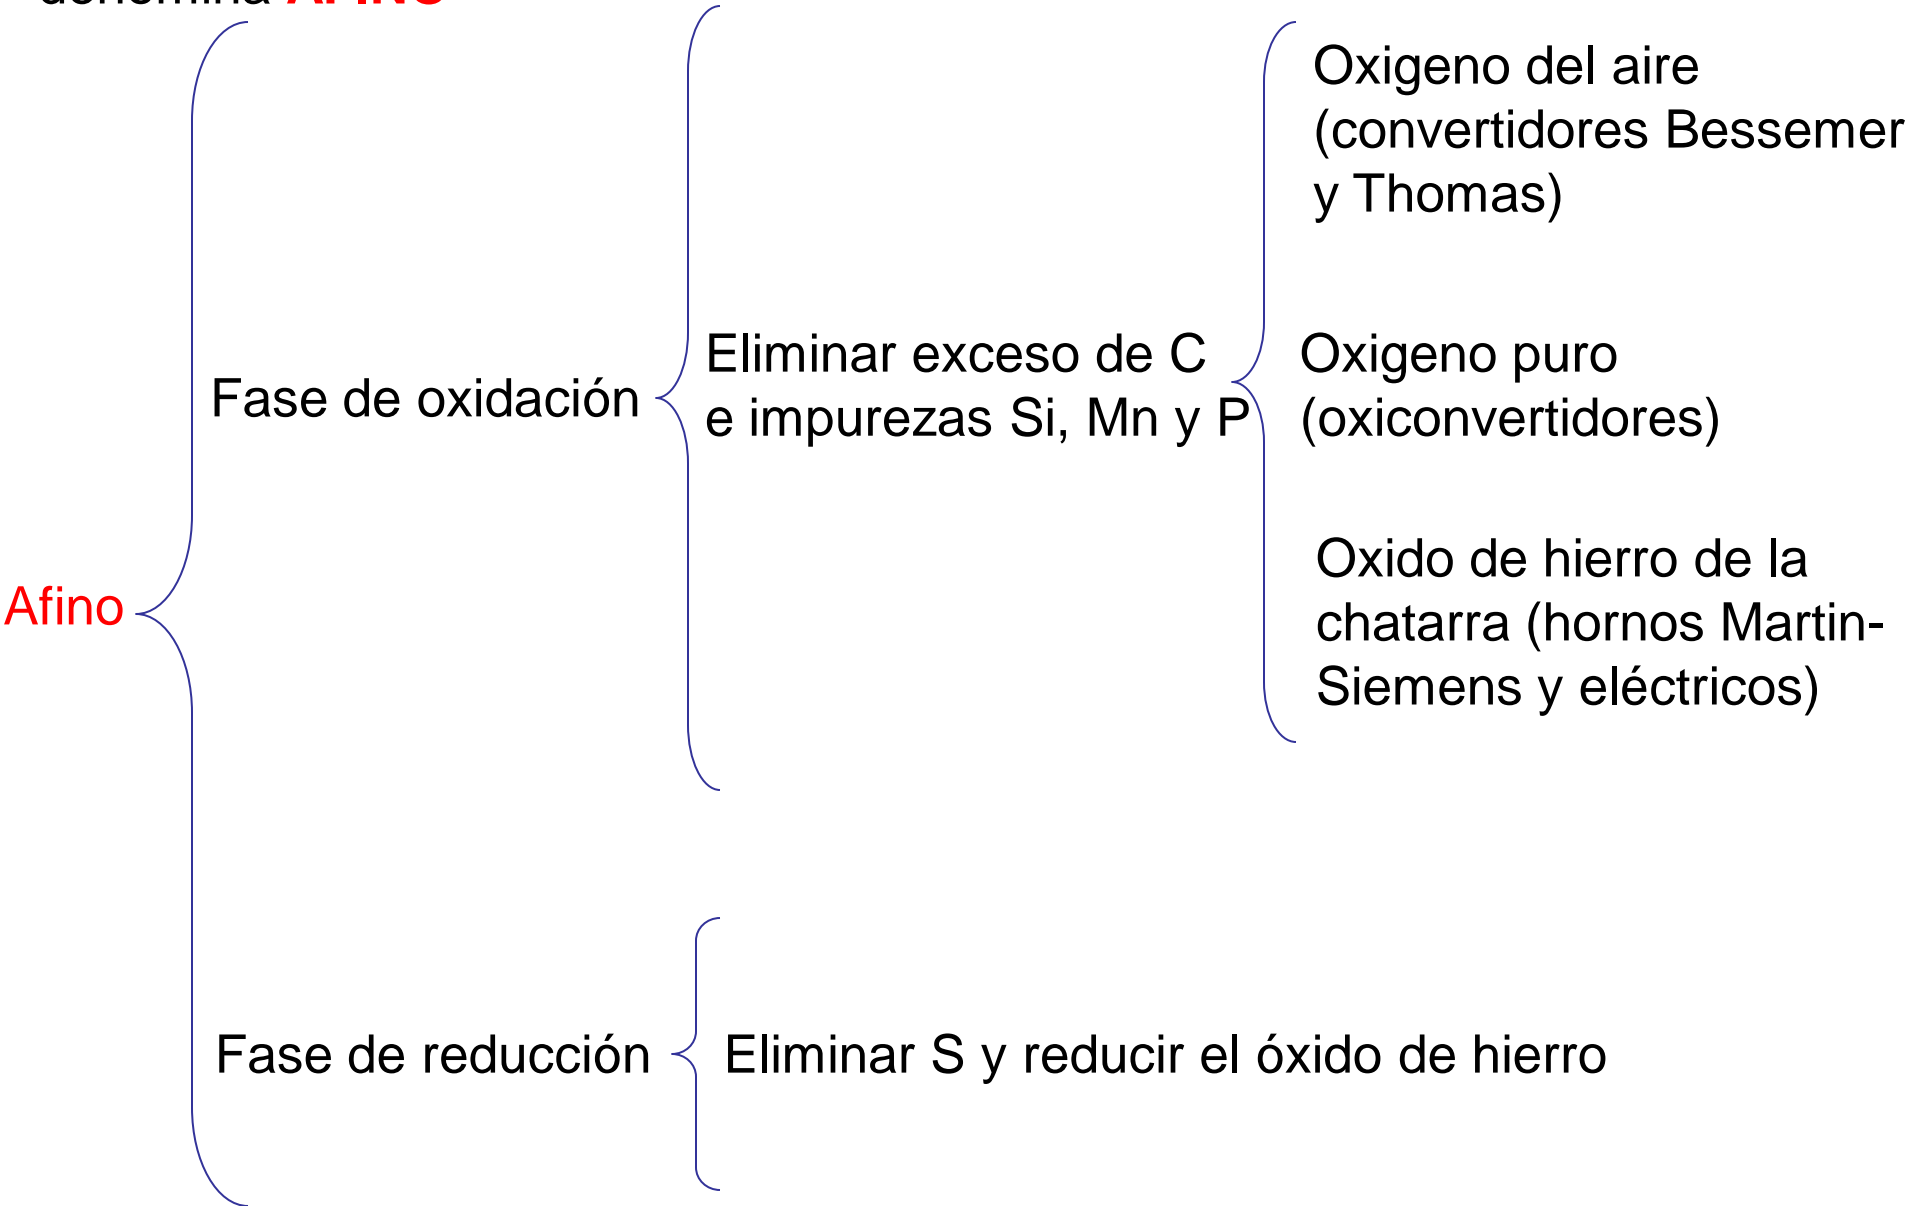 denomina AFINO
Oxigeno del aire
(convertidores Bessemer
y Thomas)
Eliminar exceso de C
e impurezas Si, Mn y P
Oxigeno puro
(oxiconvertidores)
Fase de oxidación
Oxido de hierro de la
chatarra (hornos Martin-
Siemens y eléctricos)
Afino
Fase de reducción
Eliminar S y reducir el óxido de hierro